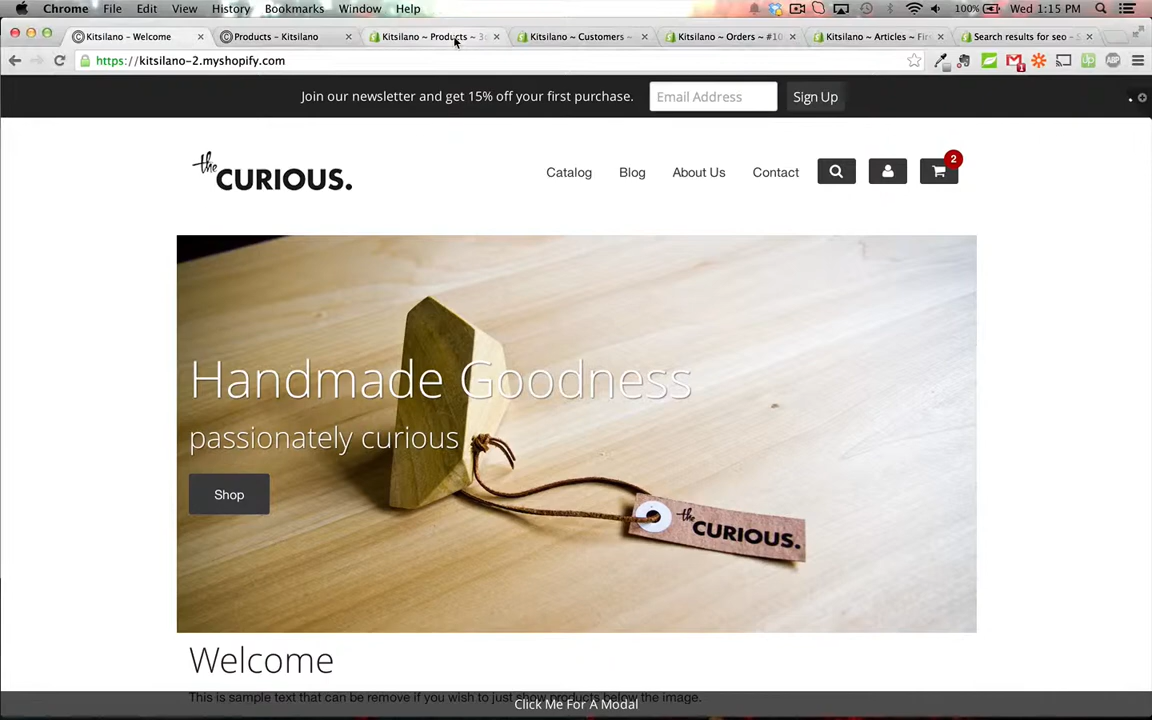 Chrome File Edit View History Bookmarks Window Help 100% Wed 1:15 PM
Kitsilano - Welcome Products - Kitsilano Kitsilano ~ Products ~ Kitsilano ~ Customers ~ Kitsilano ~ Orders ~ #10 Kitsilano ~ Articles ~ Fir Search results for seo - S
https://kitsilano-2.myshopify.com
Join our newsletter and get 15% off your first purchase. Email Address Sign Up
the CURIOUS. Catalog Blog About Us Contact 2
Handmade Goodness
passionately curious
Shop
the CURIOUS.
Welcome
This is sample text that can be remove if you wish to just show products below the image.
Click Me For A Modal